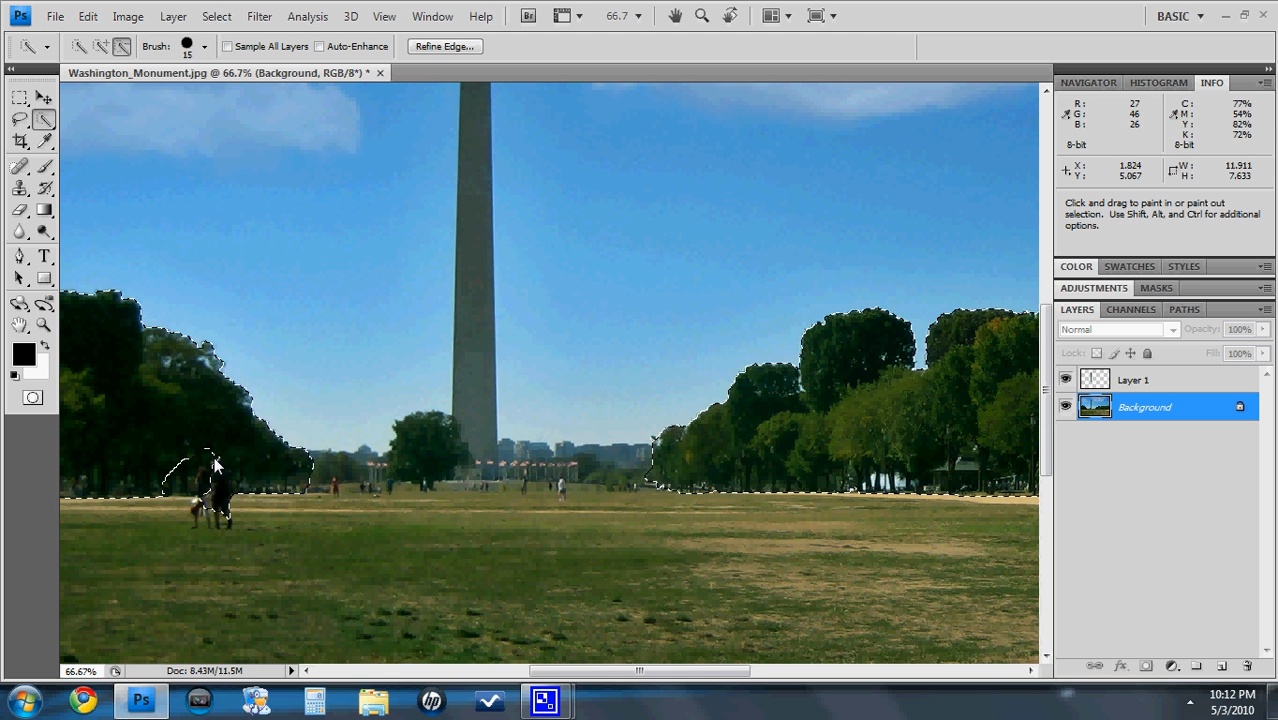 Ps File Edit Image Layer Select Filter Analysis 3D View Window Help Br 66.7 BASIC
Brush: 15 Sample All Layers Auto-Enhance Refine Edge...
Washington_Monument.jpg @ 66.7% (Background, RGB/8*) *
NAVIGATOR HISTOGRAM INFO
R: 27 C: 77%
G: 46 M: 54%
B: 26 Y: 82%
K: 72%
8-bit 8-bit
X: 1.824 W: 11.911
Y: 5.067 H: 7.633
Click and drag to paint in or paint out
selection. Use Shift, Alt, and Ctrl for additional
options.
COLOR SWATCHES STYLES
ADJUSTMENTS MASKS
LAYERS CHANNELS PATHS
Normal Opacity: 100%
Lock: Fill: 100%
Layer 1
Background
66.67% Doc: 8.43M/11.5M
Ps hp 10:12 PM
5/3/2010